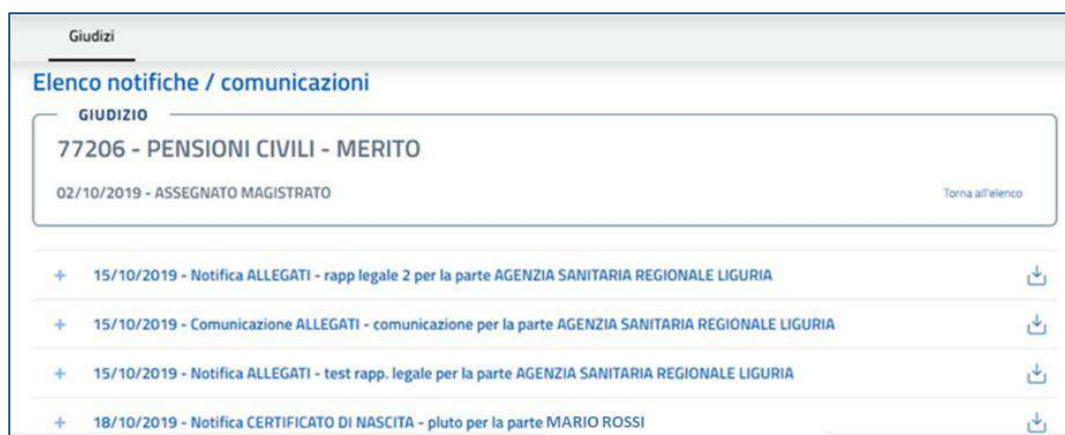 Giudizi
Elenco notifiche / comunicazioni
GIUDIZIO
77206 - PENSIONI CIVILI - MERITO
02/10/2019 - ASSEGNATO MAGISTRATO
Torna all'elenco
+ 15/10/2019 - Notifica ALLEGATI - rapp legale 2 per la parte AGENZIA SANITARIA REGIONALE LIGURIA
+ 15/10/2019 - Comunicazione ALLEGATI - comunicazione per la parte AGENZIA SANITARIA REGIONALE LIGURIA
+ 15/10/2019 - Notifica ALLEGATI - test rapp. legale per la parte AGENZIA SANITARIA REGIONALE LIGURIA
+ 18/10/2019 - Notifica CERTIFICATO DI NASCITA - pluto per la parte MARIO ROSSI